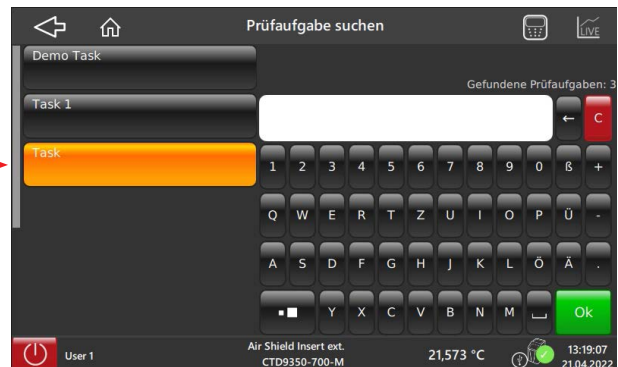 Prüfaufgabe suchen
LIVE
Demo Task
Gefundene Prüfaufgaben: 3
Task 1
← C
Task
1 2 3 4 5 6 7 8 9 0 ß +
Q W E R T Z U I O P Ü -
A S D F G H J K L Ö Ä .
Y X C V B N M Ok
User 1
Air Shield Insert ext.
CTD9350-700-M
21,573 °C
13:19:07
21.04.2022